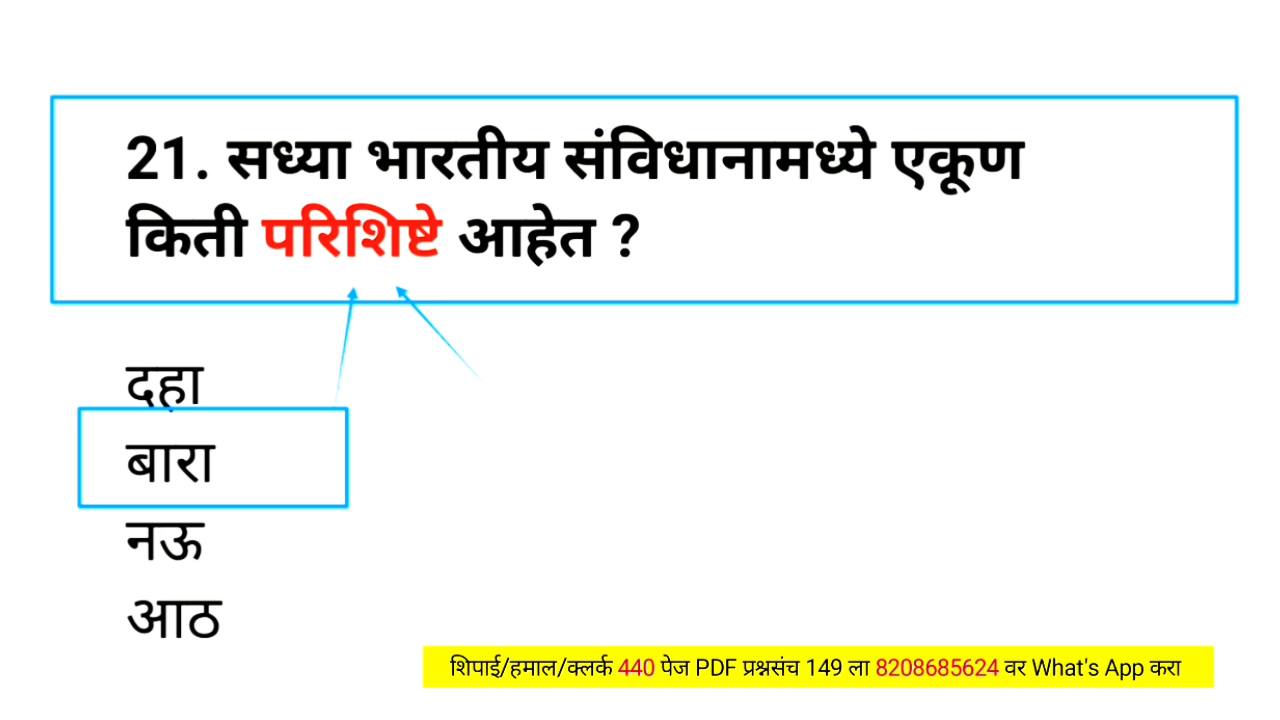 21. सध्या भारतीय संविधानामध्ये एकूण
किती परिशिष्टे आहेत ?
दहा
बारा
नऊ
आठ
शिपाई/हमाल/क्लर्क 440 पेज PDF प्रश्नसंच 149 ला 8208685624 वर What's App करा